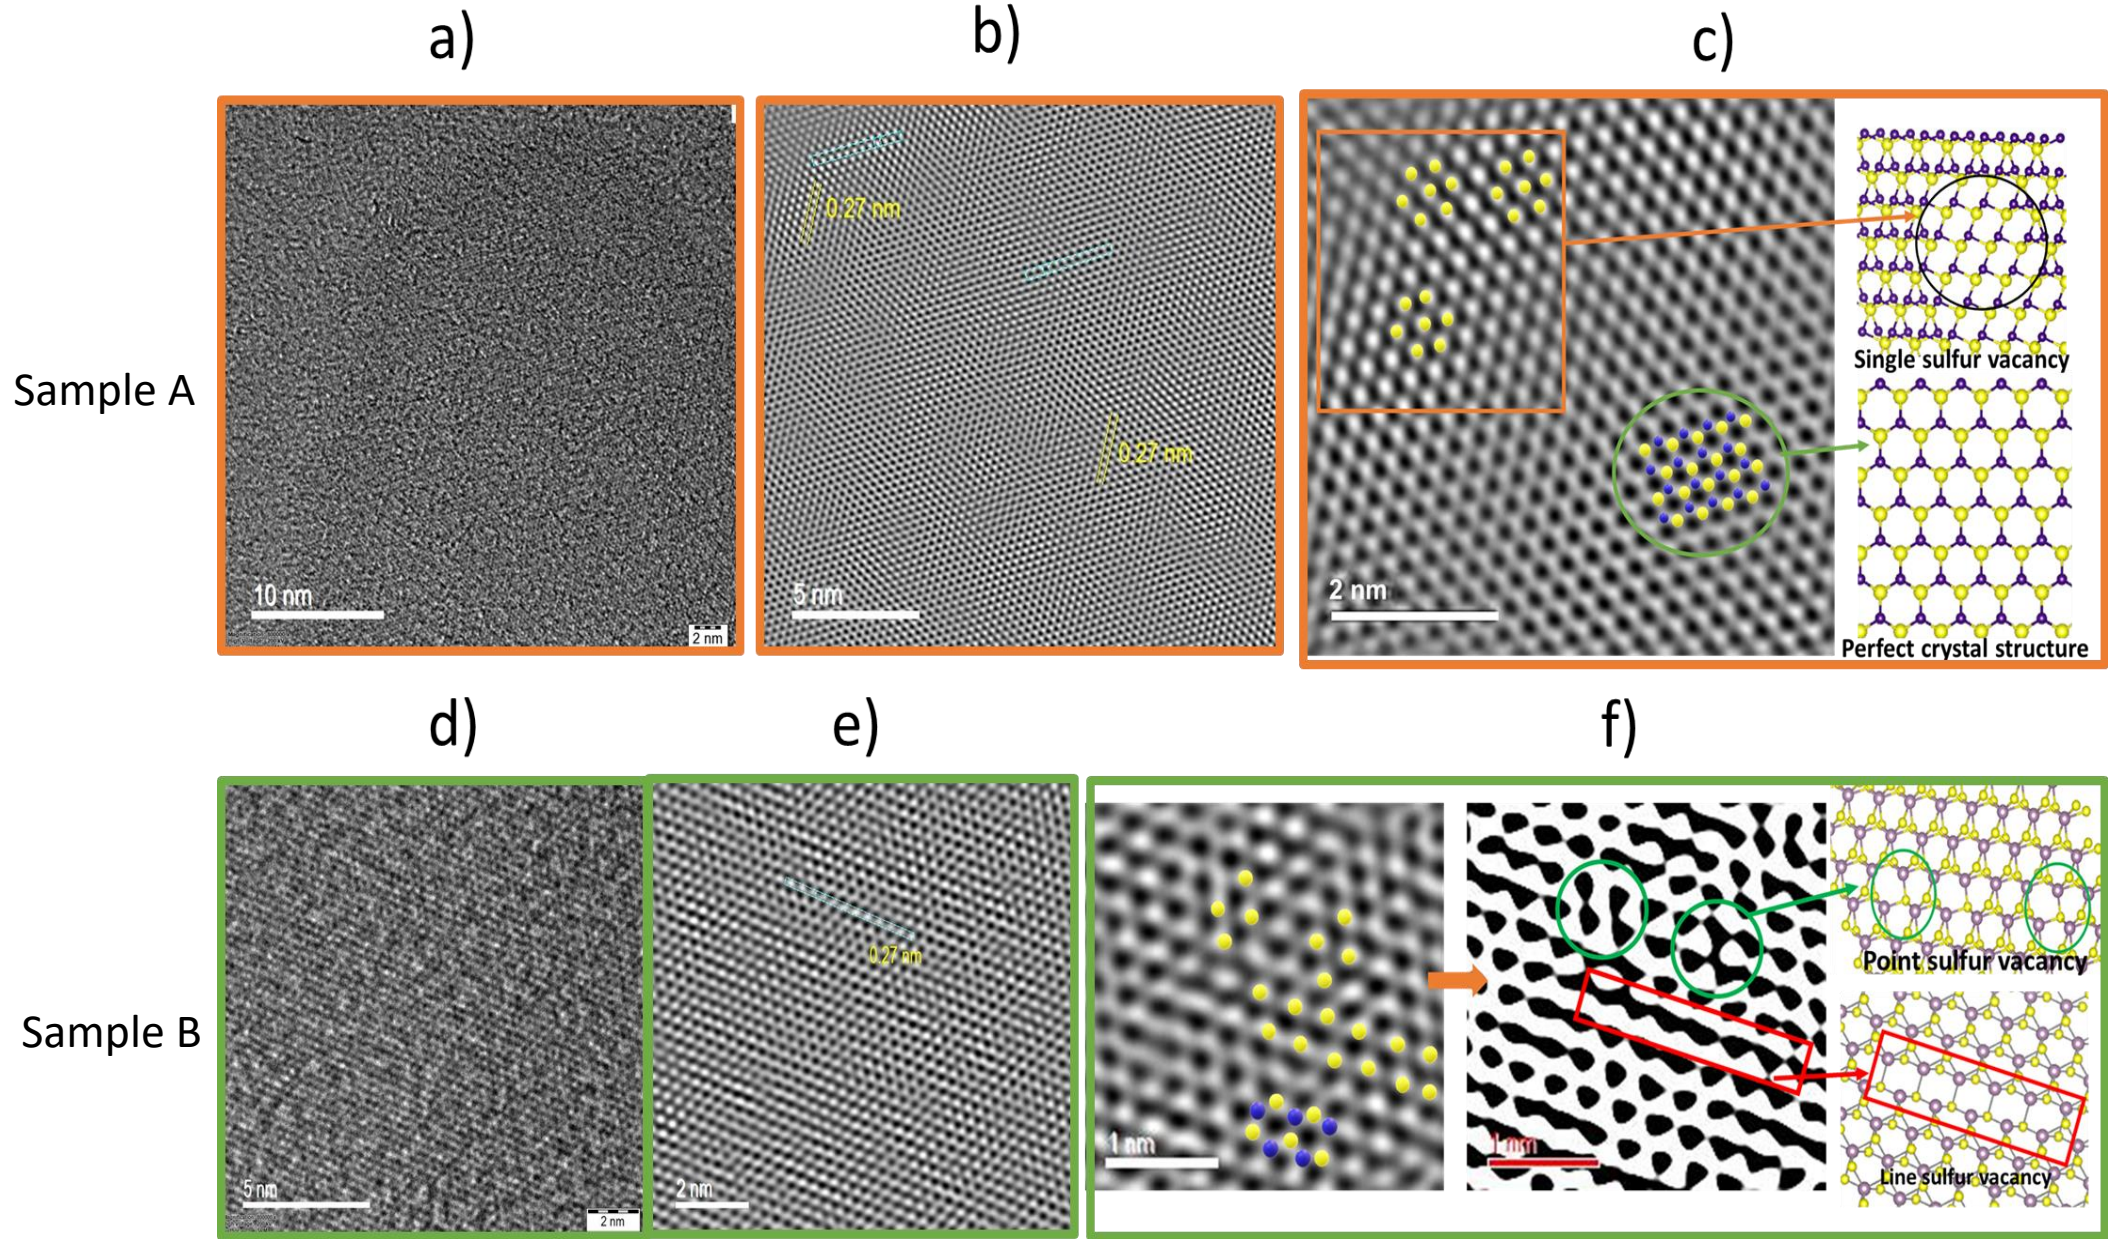 a)
b)
c)
Sample A
0.27 nm
0.27 nm
10 nm
2 nm
5 nm
2 nm
Single sulfur vacancy
Perfect crystal structure
d)
e)
f)
Sample B
0.27 nm
5 nm
2 nm
2 nm
1 nm
1 nm
Point sulfur vacancy
Line sulfur vacancy